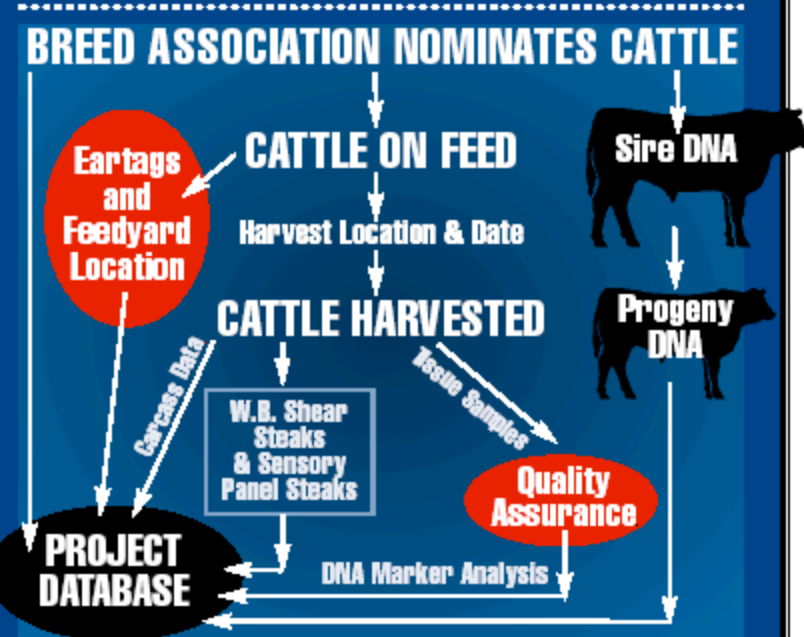 BREED ASSOCIATION NOMINATES CATTLE
Eartags
and
Feedyard
Location
CATTLE ON FEED
Sire DNA
Harvest Location & Date
CATTLE HARVESTED
Progeny
DNA
Carcass Data
W.B. Shear
Steaks
& Sensory
Panel Steaks
Tissue Samples
Quality
Assurance
DNA Marker Analysis
PROJECT
DATABASE